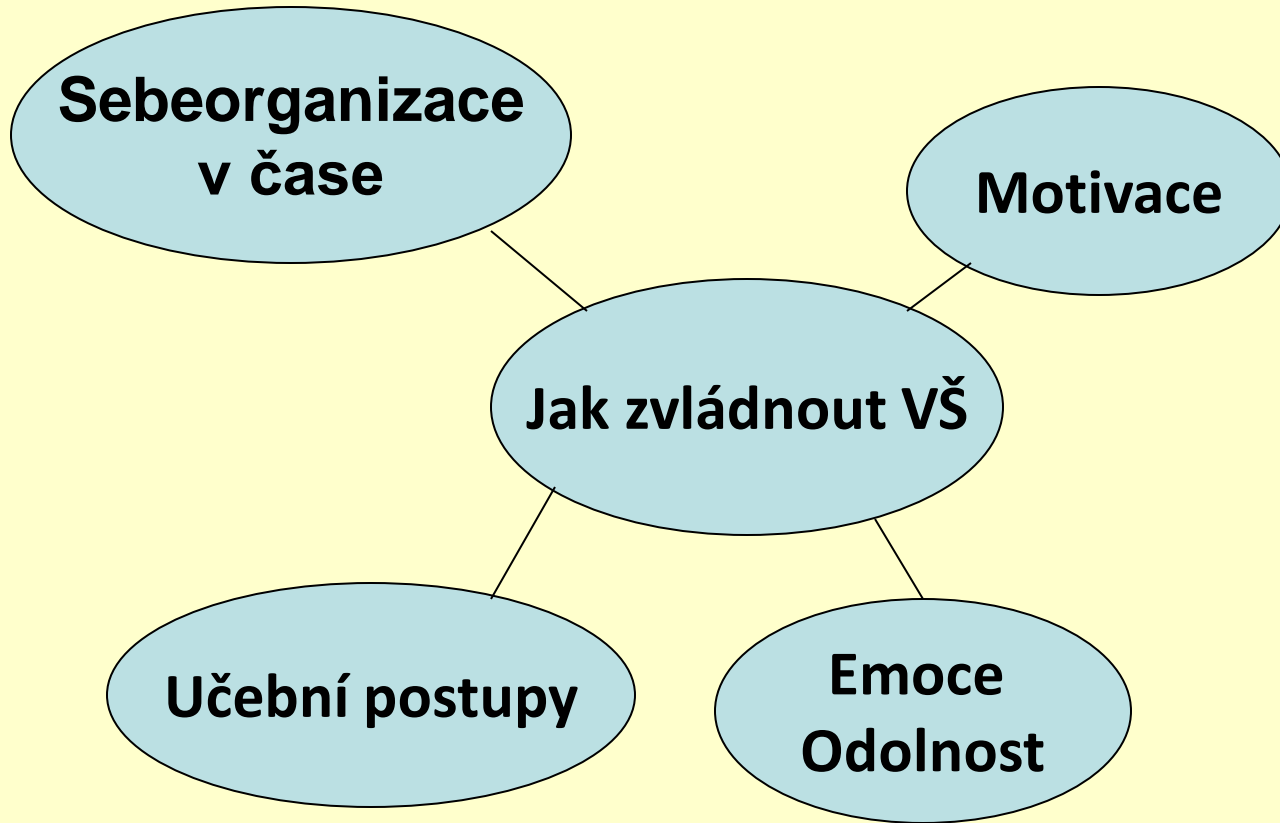 Sebeorganizace
v čase
Motivace
Jak zvládnout VŠ
Učební postupy
Emoce
Odolnost